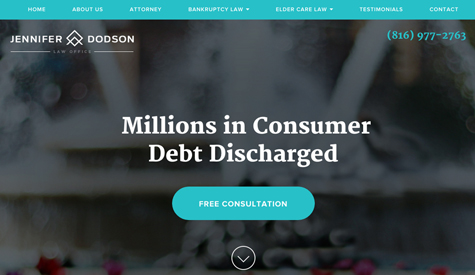 HOME ABOUT US ATTORNEY BANKRUPTCY LAW ELDER CARE LAW TESTIMONIALS CONTACT
JENNIFER DODSON
LAW OFFICE
(816) 977-2763
Millions in Consumer
Debt Discharged
FREE CONSULTATION